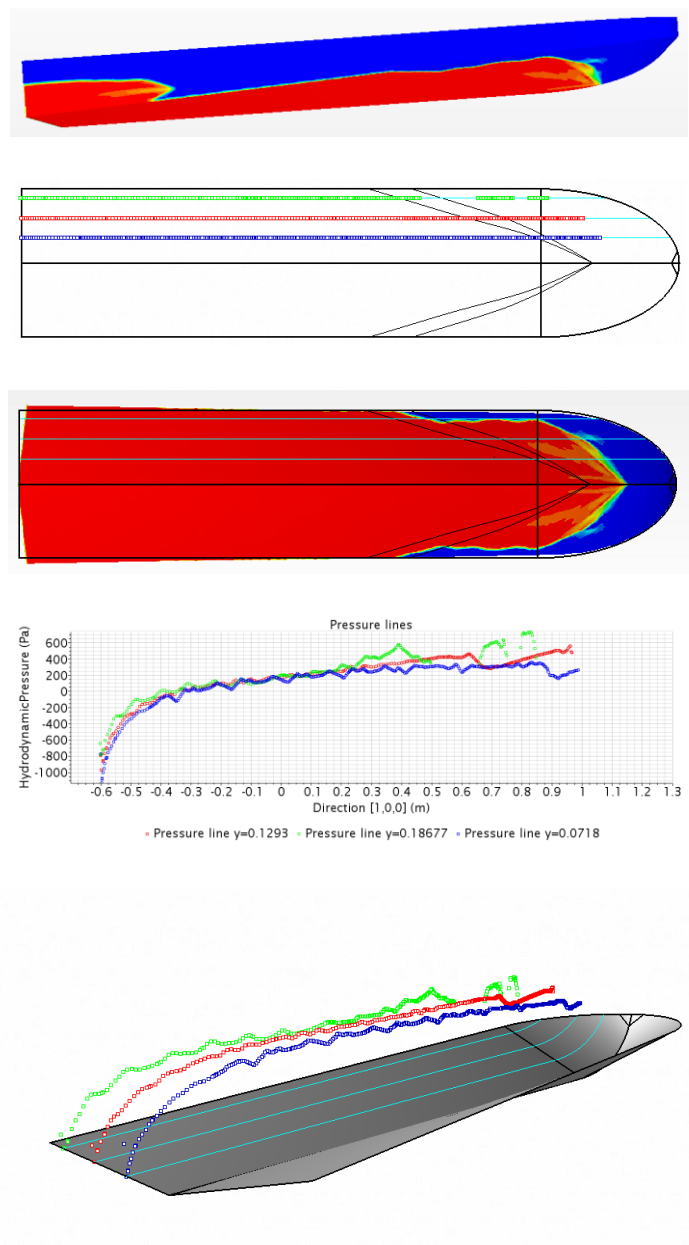 Pressure lines
HydrodynamicPressure (Pa)
600
400
200
0
-200
-400
-600
-800
-1000
-0.6 -0.5 -0.4 -0.3 -0.2 -0.1 0 0.1 0.2 0.3 0.4 0.5 0.6 0.7 0.8 0.9 1 1.1 1.2 1.3
Direction [1,0,0] (m)
Pressure line y=0.1293 Pressure line y=0.18677 Pressure line y=0.0718